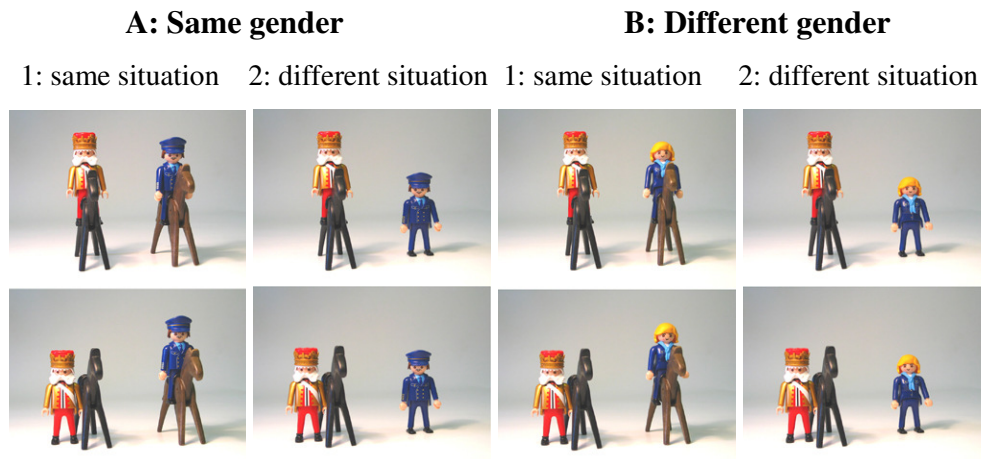 A: Same gender
B: Different gender
1: same situation
2: different situation
1: same situation
2: different situation